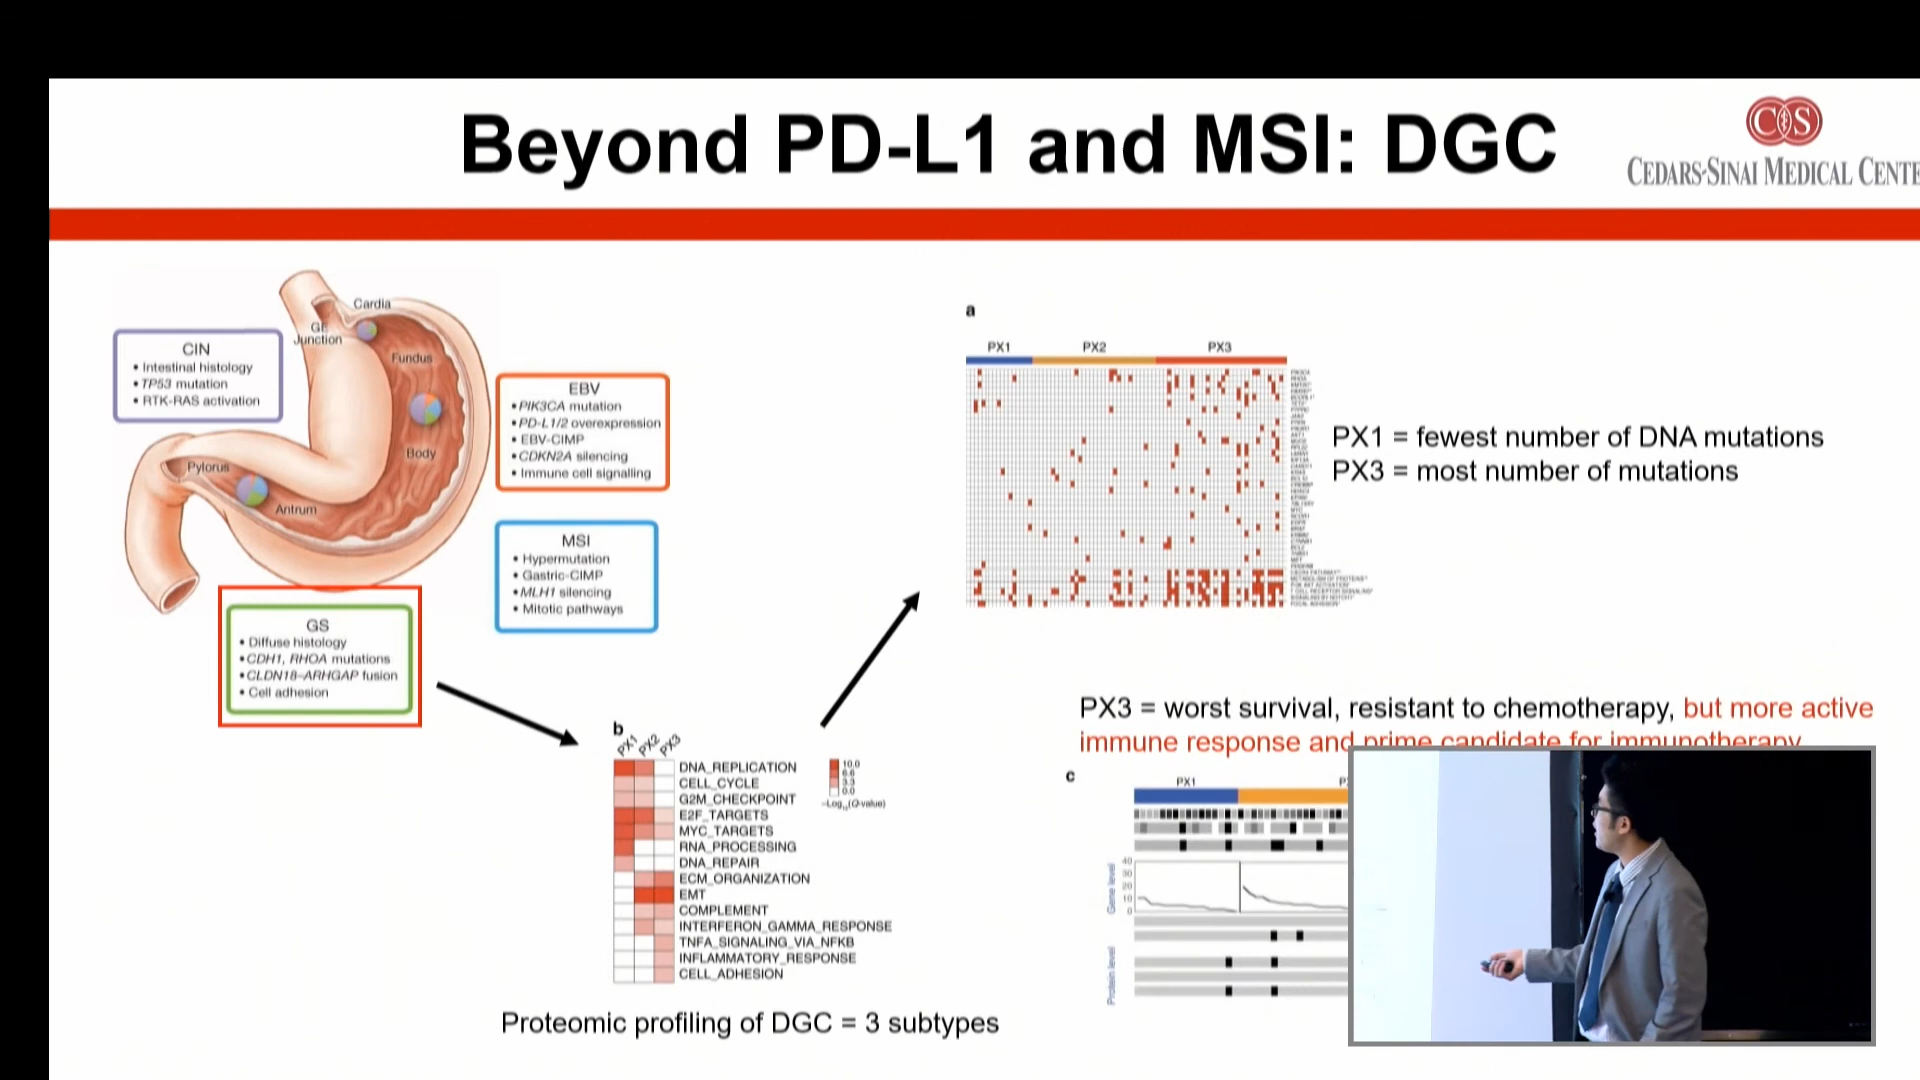 Beyond PD-L1 and MSI: DGC
CEDARS-SINAI MEDICAL CENTE
Cardia
GE
Junction
Fundus
Body
Pylorus
Antrum
CIN
• Intestinal histology
• TP53 mutation
• RTK-RAS activation
EBV
• PIK3CA mutation
• PD-L1/2 overexpression
• EBV-CIMP
• CDKN2A silencing
• Immune cell signalling
MSI
• Hypermutation
• Gastric-CIMP
• MLH1 silencing
• Mitotic pathways
GS
• Diffuse histology
• CDH1, RHOA mutations
• CLDN18–ARHGAP fusion
• Cell adhesion
b
PX1 PX2 PX3
DNA_REPLICATION
CELL_CYCLE
G2M_CHECKPOINT
E2F_TARGETS
MYC_TARGETS
RNA_PROCESSING
DNA_REPAIR
ECM_ORGANIZATION
EMT
COMPLEMENT
INTERFERON_GAMMA_RESPONSE
TNFA_SIGNALING_VIA_NFKB
INFLAMMATORY_RESPONSE
CELL_ADHESION
10.0
6.6
3.3
0.0
–Log10(Q-value)
Proteomic profiling of DGC = 3 subtypes
a
PX1 PX2 PX3
PX1 = fewest number of DNA mutations
PX3 = most number of mutations
PX3 = worst survival, resistant to chemotherapy, but more active
immune response and prime candidate for immunotherapy
c
PX1
Gene level
40
30
20
10
0
Protein level